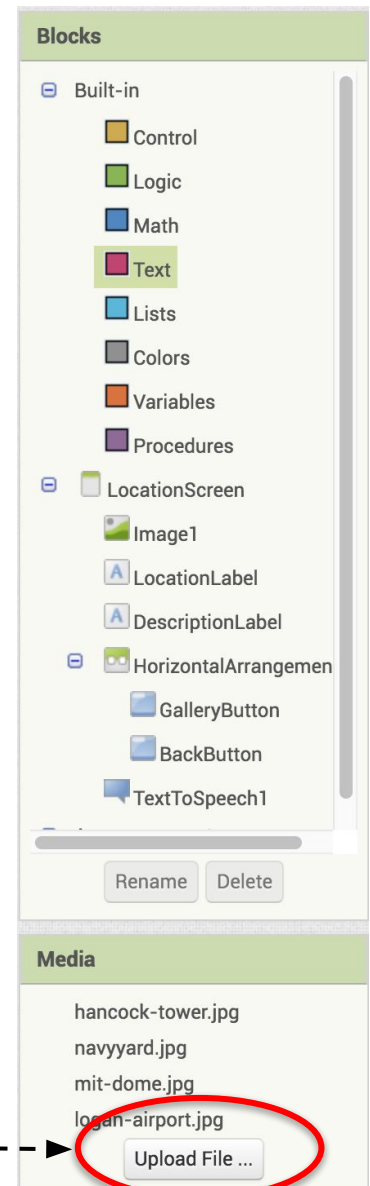 Blocks
Built-in
Control
Logic
Math
Text
Lists
Colors
Variables
Procedures
LocationScreen
Image1
A LocationLabel
A DescriptionLabel
HorizontalArrangemen
GalleryButton
BackButton
TextToSpeech1
Rename Delete
Media
hancock-tower.jpg
navyyard.jpg
mit-dome.jpg
logan-airport.jpg
Upload File ...